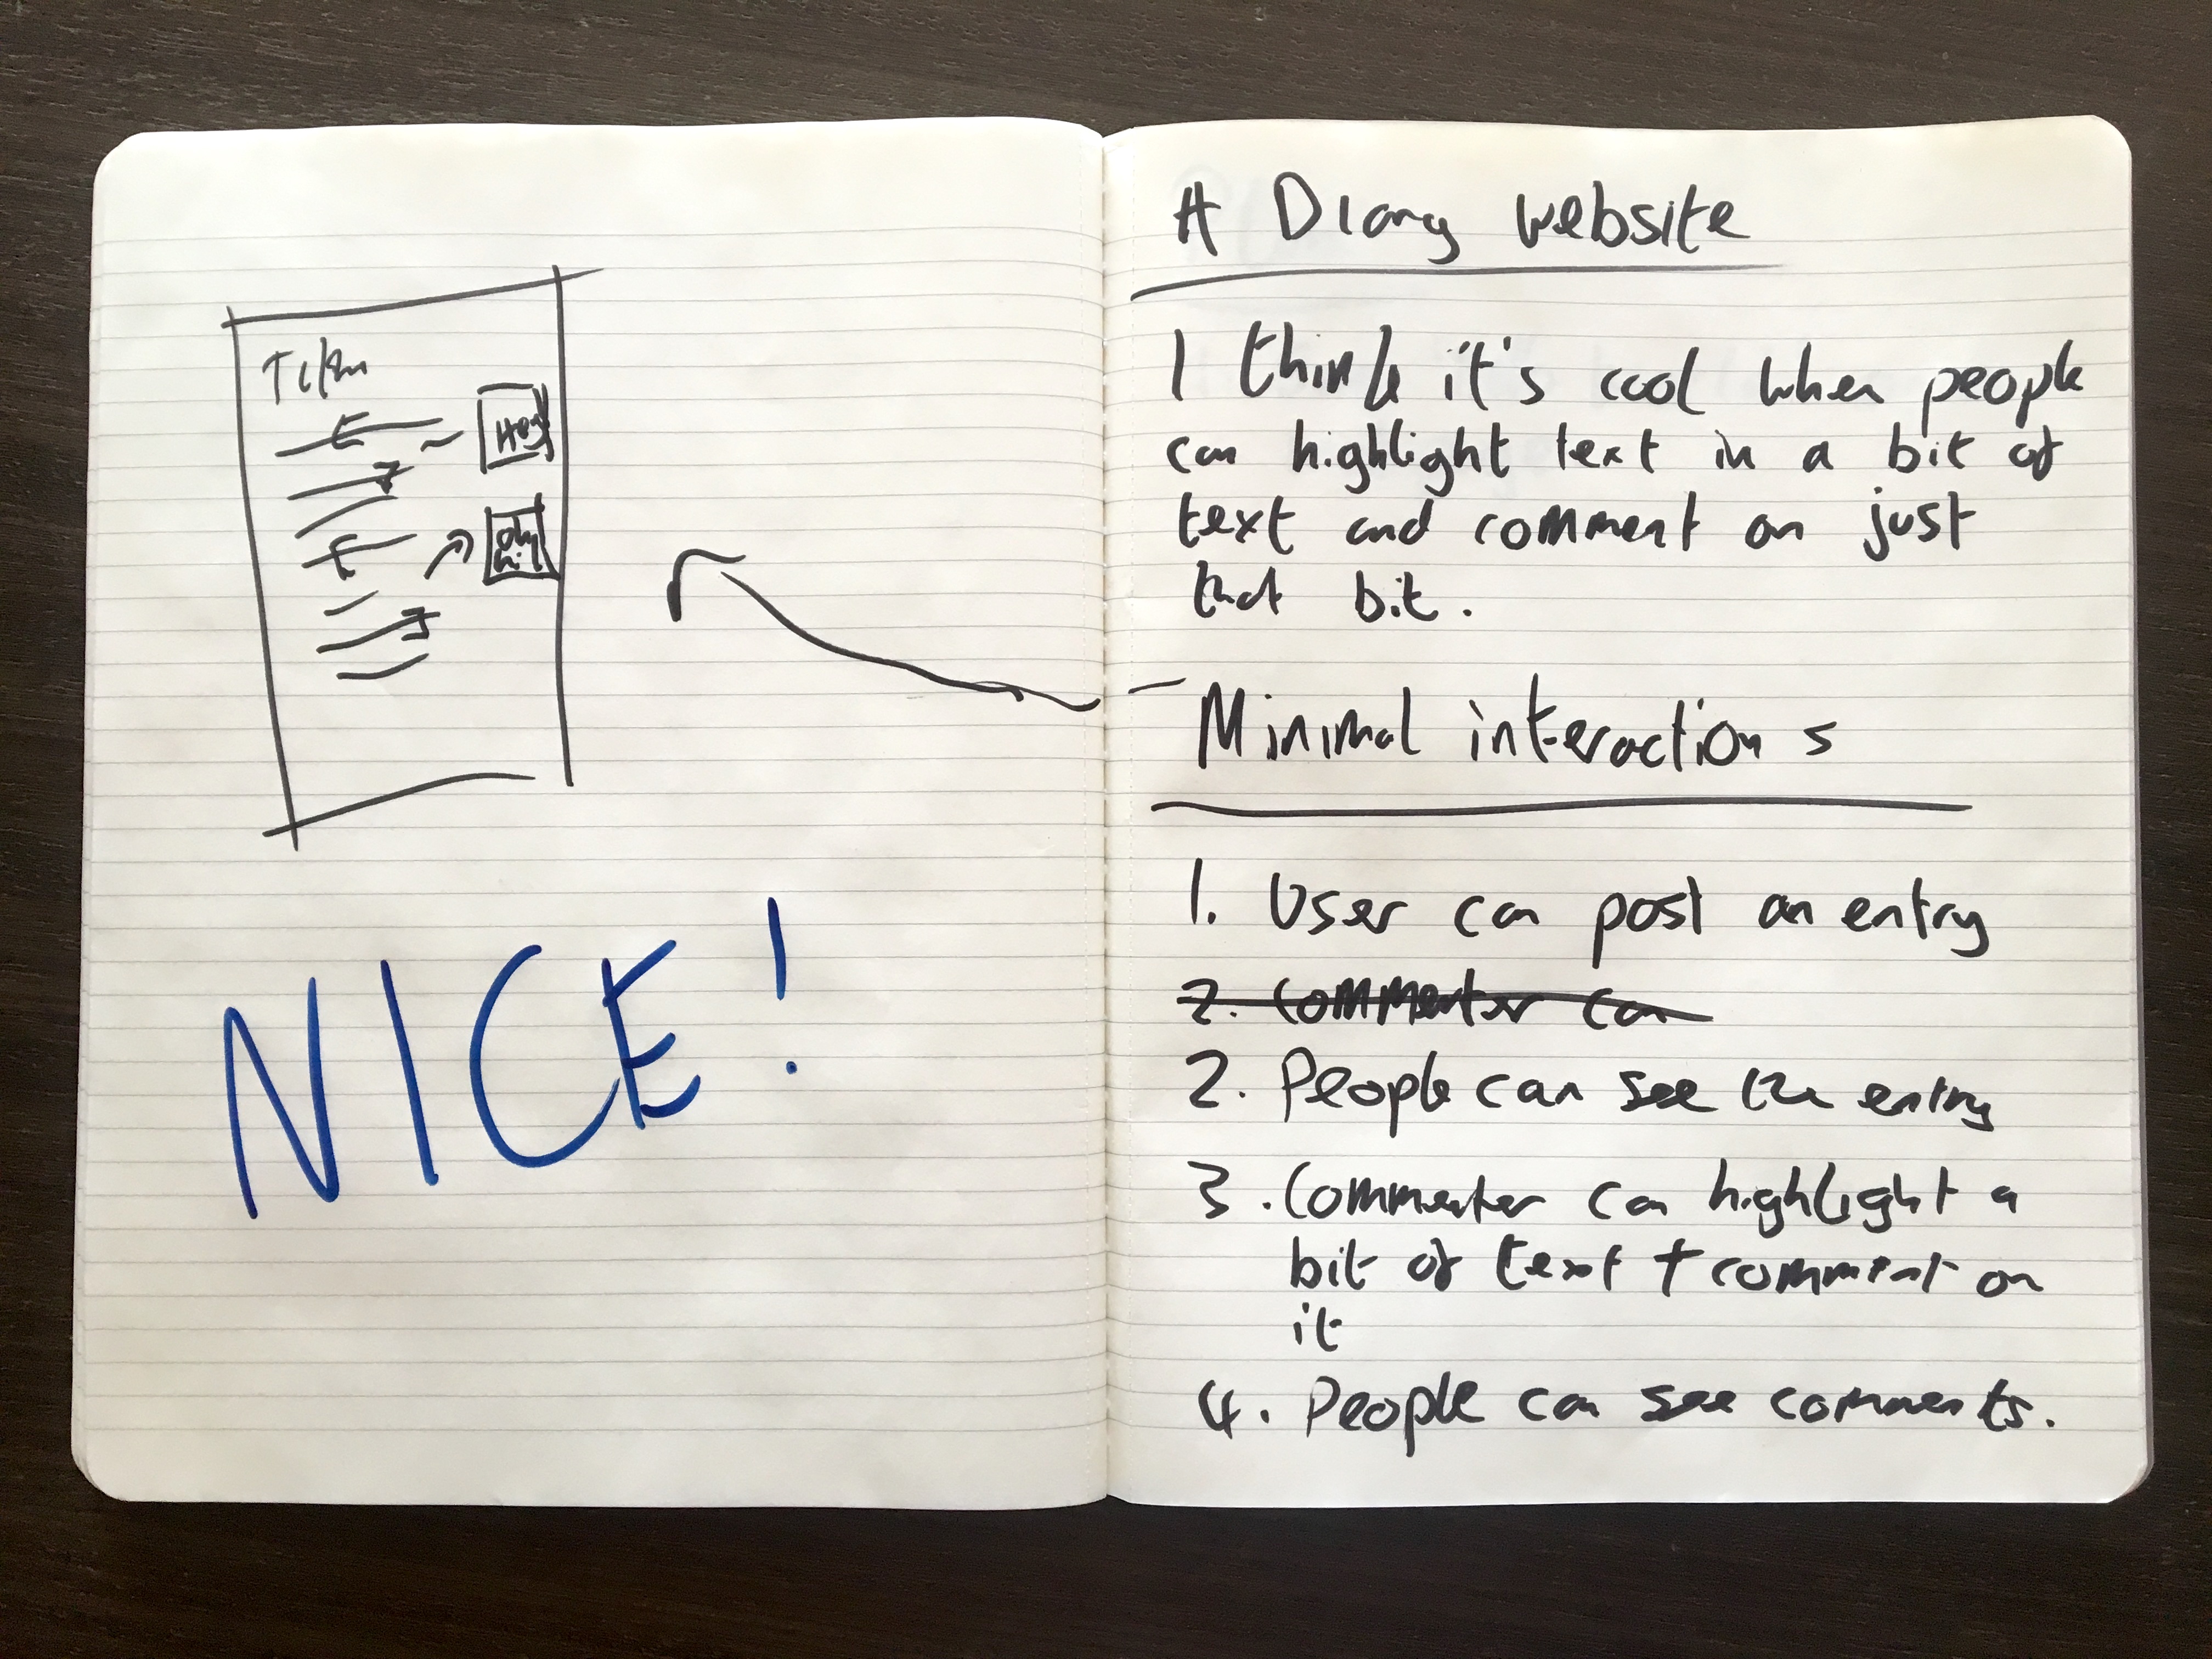 Title
Hey
oh
hi
NICE!
A Diary website
I think it's cool when people
can highlight text in a bit of
text and comment on just
that bit.
Minimal interactions
1. User can post an entry
2. Commenter can
2. People can see the entry
3. Commenter can highlight a
bit of text + comment on
it
4. People can see comments.